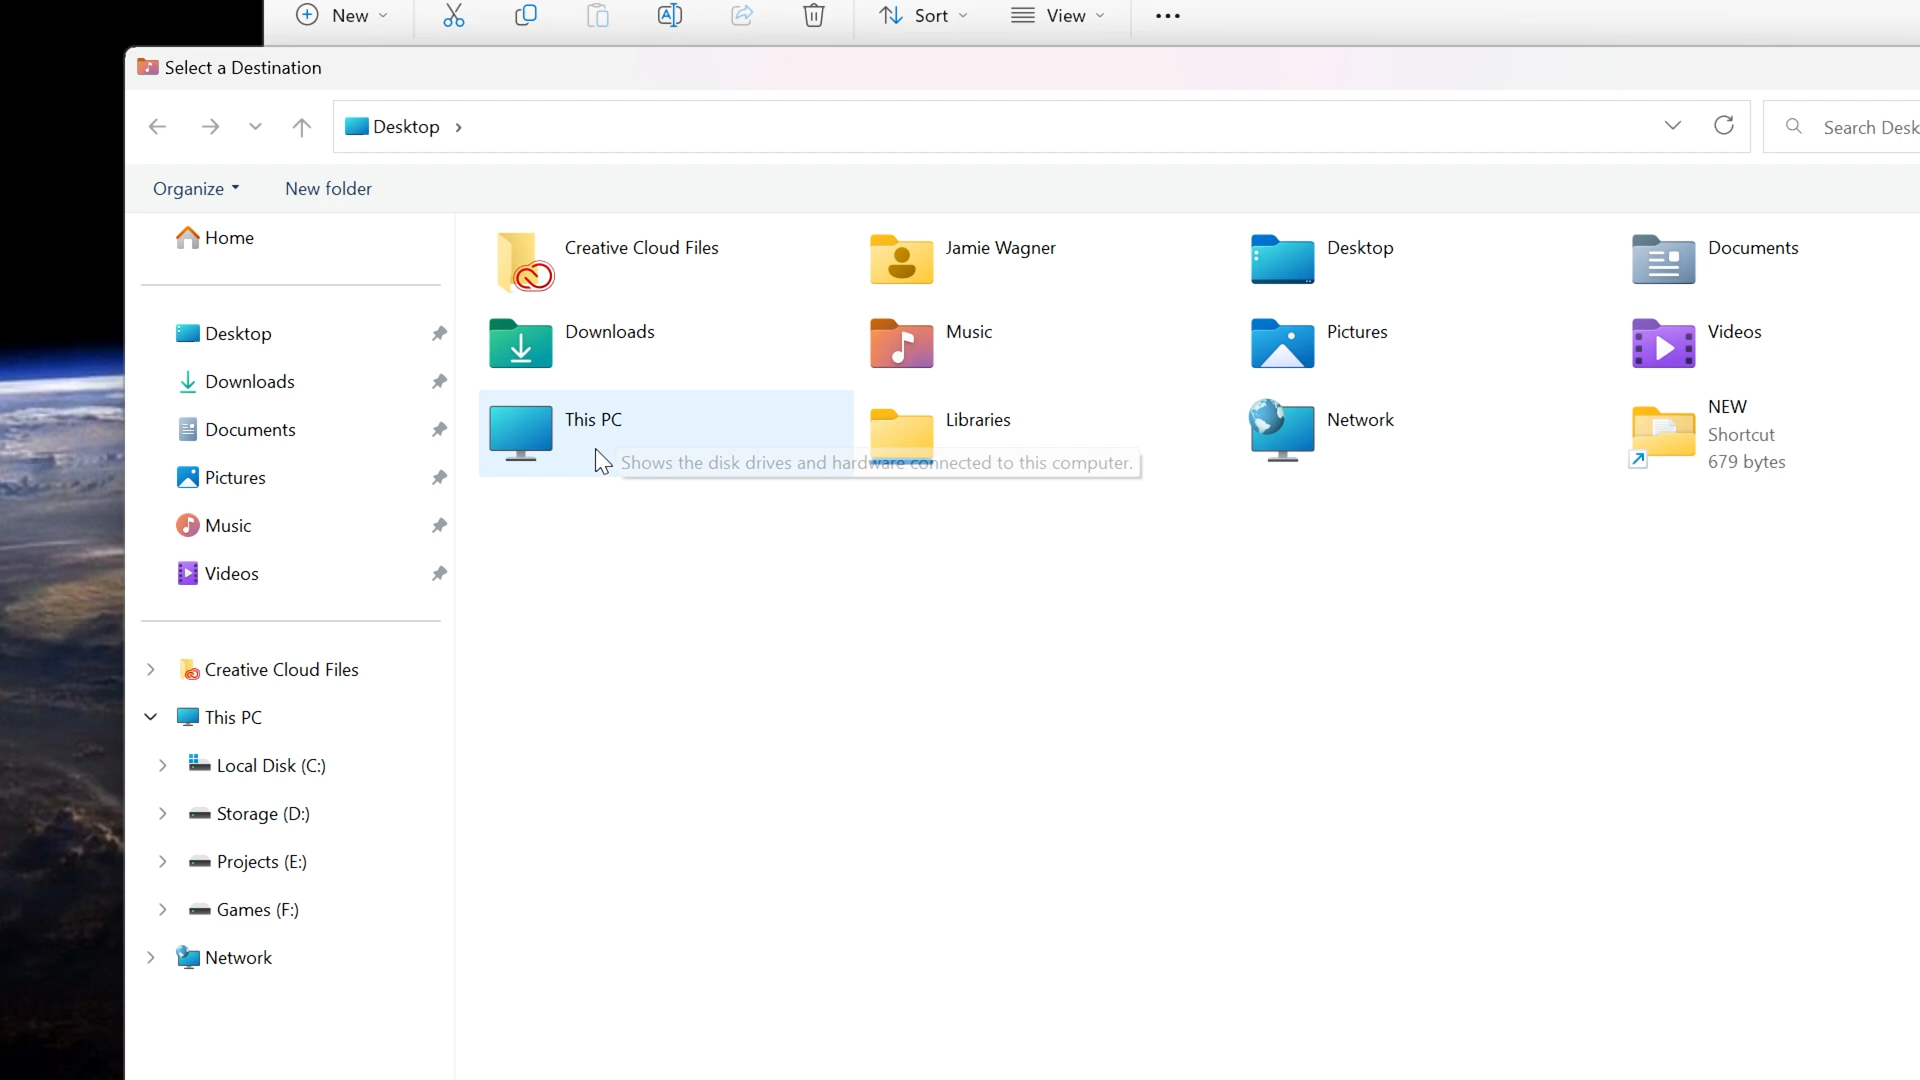 New
Sort
View
Select a Destination
Desktop
Search Desk
Organize
New folder
Home
Desktop
Downloads
Documents
Pictures
Music
Videos
Creative Cloud Files
This PC
Local Disk (C:)
Storage (D:)
Projects (E:)
Games (F:)
Network
Creative Cloud Files
Jamie Wagner
Desktop
Documents
Downloads
Music
Pictures
Videos
This PC
Libraries
Network
NEW
Shortcut
679 bytes
Shows the disk drives and hardware connected to this computer.